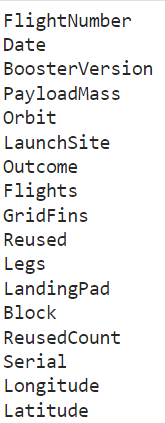 FlightNumber
Date
BoosterVersion
PayloadMass
Orbit
LaunchSite
Outcome
Flights
GridFins
Reused
Legs
LandingPad
Block
ReusedCount
Serial
Longitude
Latitude